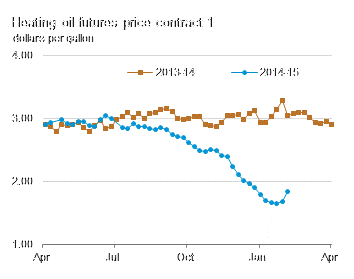 Heating oil futures price contract 1
dollars per gallon
4.00
2013-14
2014-15
3.00
2.00
1.00
Apr
Jul
Oct
Jan
Apr